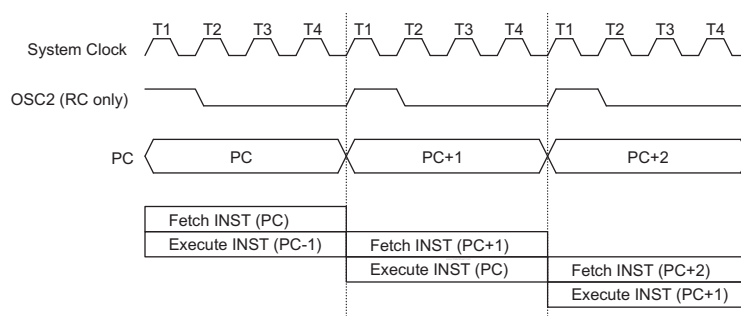 T1 T2 T3 T4 T1 T2 T3 T4 T1 T2 T3 T4
System Clock
OSC2 (RC only)
PC PC PC+1 PC+2
Fetch INST (PC)
Execute INST (PC-1) Fetch INST (PC+1)
Execute INST (PC) Fetch INST (PC+2)
Execute INST (PC+1)